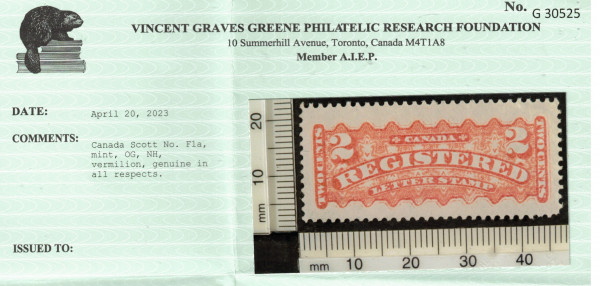 No. G 30525
VINCENT GRAVES GREENE PHILATELIC RESEARCH FOUNDATION
10 Summerhill Avenue, Toronto, Canada M4T1A8
Member A.I.E.P.
DATE: April 20, 2023
COMMENTS: Canada Scott No. F1a,
mint, OG, NH,
vermilion, genuine in
all respects.
ISSUED TO:
20
10
mm
2 CANADA 2
REGISTERED
LETTER STAMP
TWO CENTS
TWO CENTS
mm 10 20 30 40